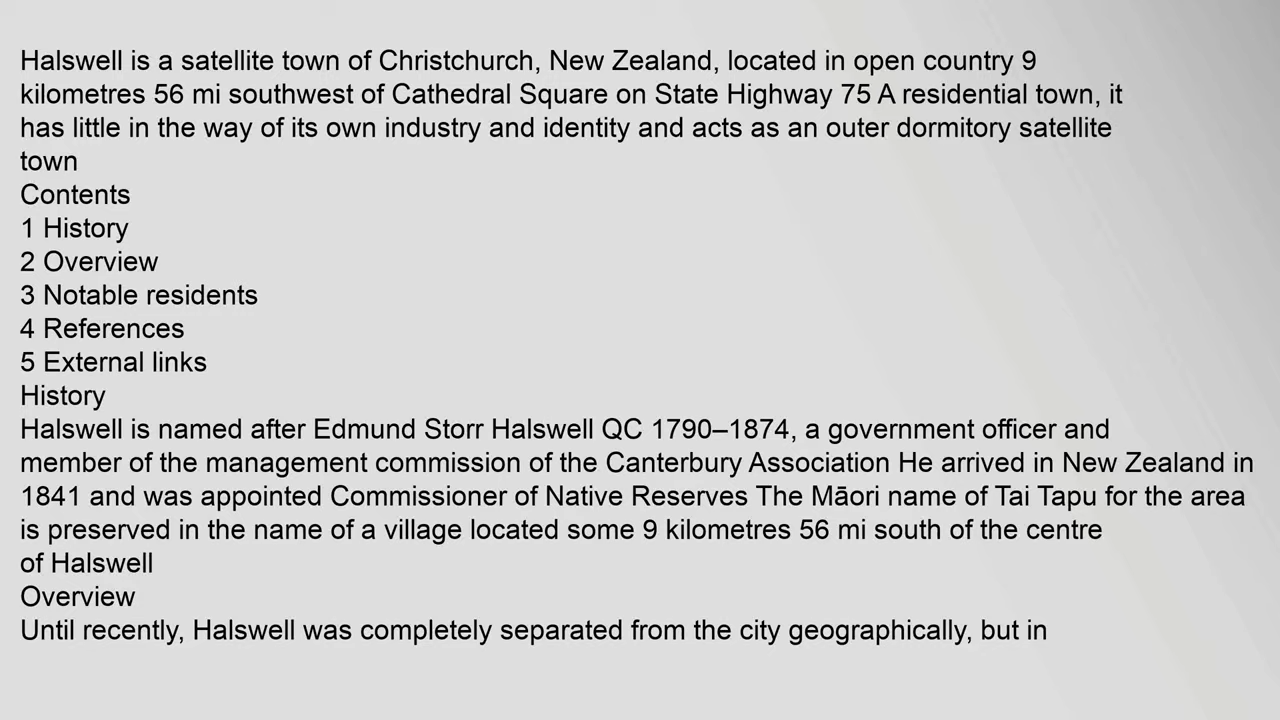 Halswell is a satellite town of Christchurch, New Zealand, located in open country 9
kilometres 56 mi southwest of Cathedral Square on State Highway 75 A residential town, it
has little in the way of its own industry and identity and acts as an outer dormitory satellite
town
Contents
1 History
2 Overview
3 Notable residents
4 References
5 External links
History
Halswell is named after Edmund Storr Halswell QC 1790–1874, a government officer and
member of the management commission of the Canterbury Association He arrived in New Zealand in
1841 and was appointed Commissioner of Native Reserves The Māori name of Tai Tapu for the area
is preserved in the name of a village located some 9 kilometres 56 mi south of the centre
of Halswell
Overview
Until recently, Halswell was completely separated from the city geographically, but in